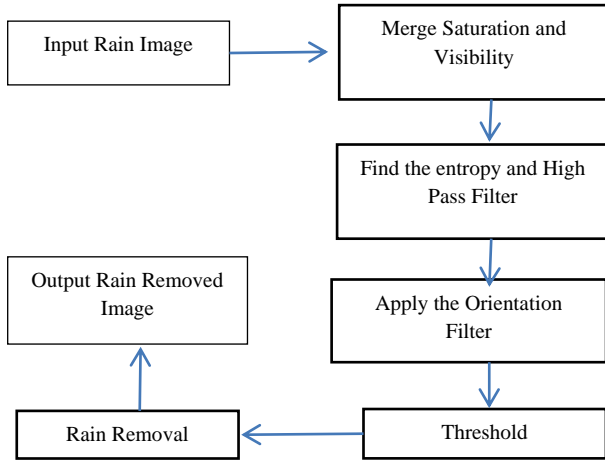 Input Rain Image
Merge Saturation and
Visibility
Find the entropy and High
Pass Filter
Apply the Orientation
Filter
Threshold
Rain Removal
Output Rain Removed
Image